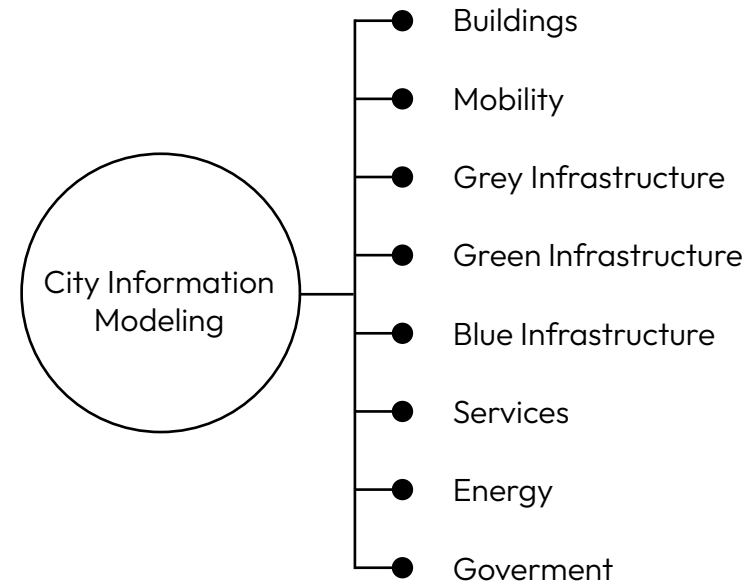 City Information
Modeling
Buildings
Mobility
Grey Infrastructure
Green Infrastructure
Blue Infrastructure
Services
Energy
Goverment